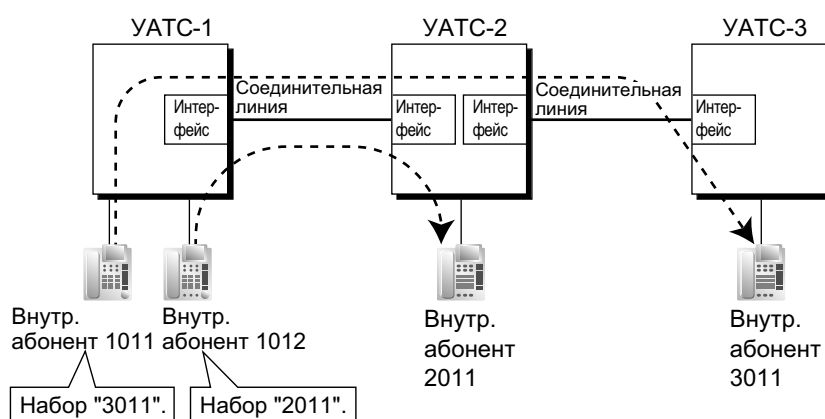 УАТС-1
УАТС-2
УАТС-3
Соединительная
линия
Соединительная
линия
Интер-
фейс
Интер-
фейс
Интер-
фейс
Интер-
фейс
Внутр.
абонент 1011
Внутр.
абонент 1012
Внутр.
абонент
2011
Внутр.
абонент
3011
Набор "3011".
Набор "2011".